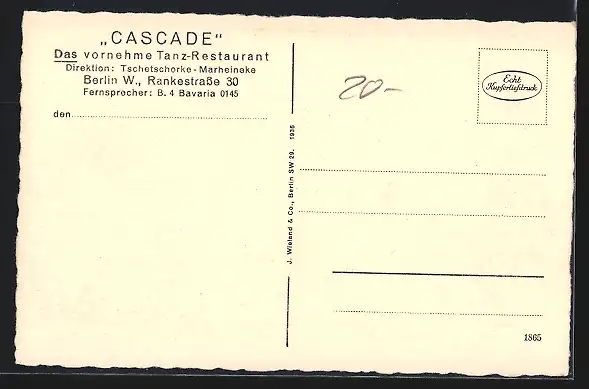 „CASCADE“
Das vornehme Tanz-Restaurant
Direktion: Tschetschorke-Marheineke
Berlin W., Rankestraße 30
Fernsprecher: B. 4 Bavaria 0145
den
20-
Echt
Kupfertiefdruck
J. Wieland & Co., Berlin SW 29. 1935
1865